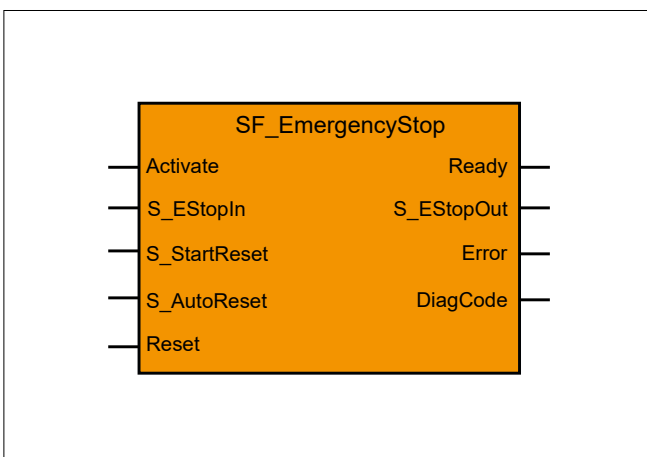 SF_EmergencyStop
Activate Ready
S_EStopIn S_EStopOut
S_StartReset Error
S_AutoReset DiagCode
Reset